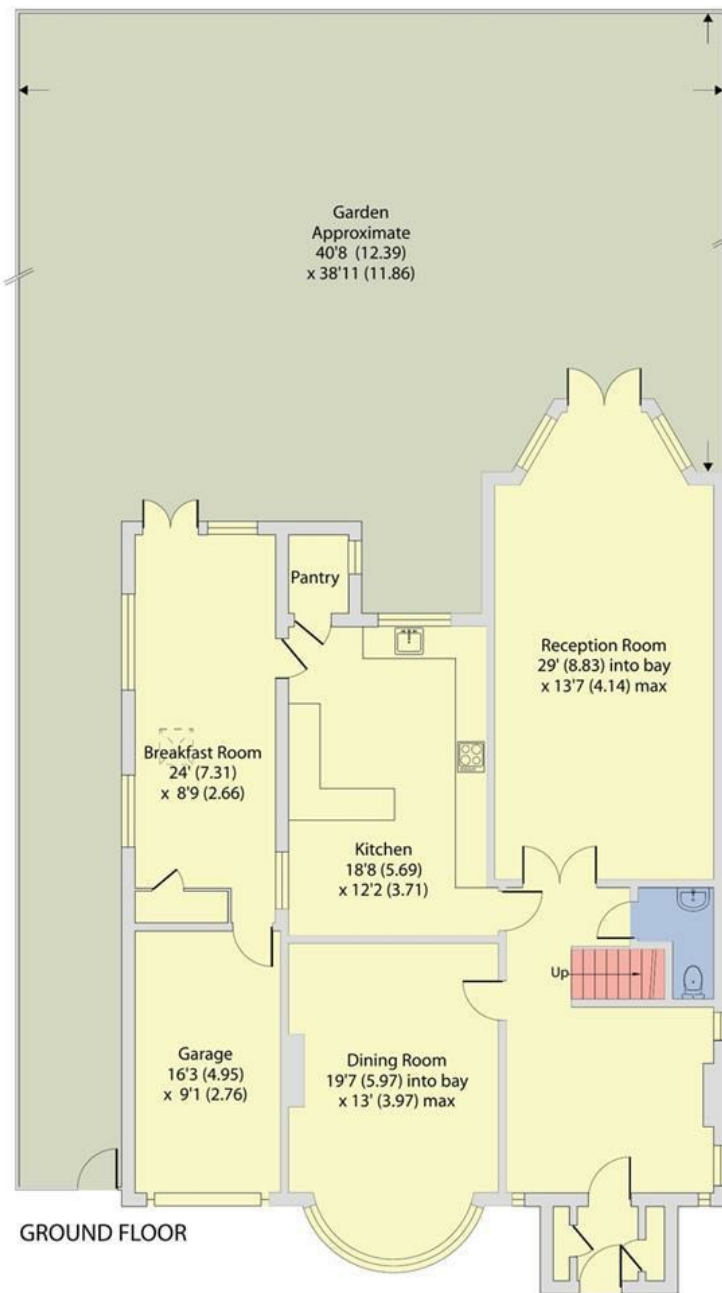 Garden
Approximate
40'8 (12.39)
x 38'11 (11.86)
Pantry
Reception Room
29' (8.83) into bay
x 13'7 (4.14) max
Breakfast Room
24' (7.31)
x 8'9 (2.66)
Kitchen
18'8 (5.69)
x 12'2 (3.71)
Up
Garage
16'3 (4.95)
x 9'1 (2.76)
Dining Room
19'7 (5.97) into bay
x 13' (3.97) max
GROUND FLOOR